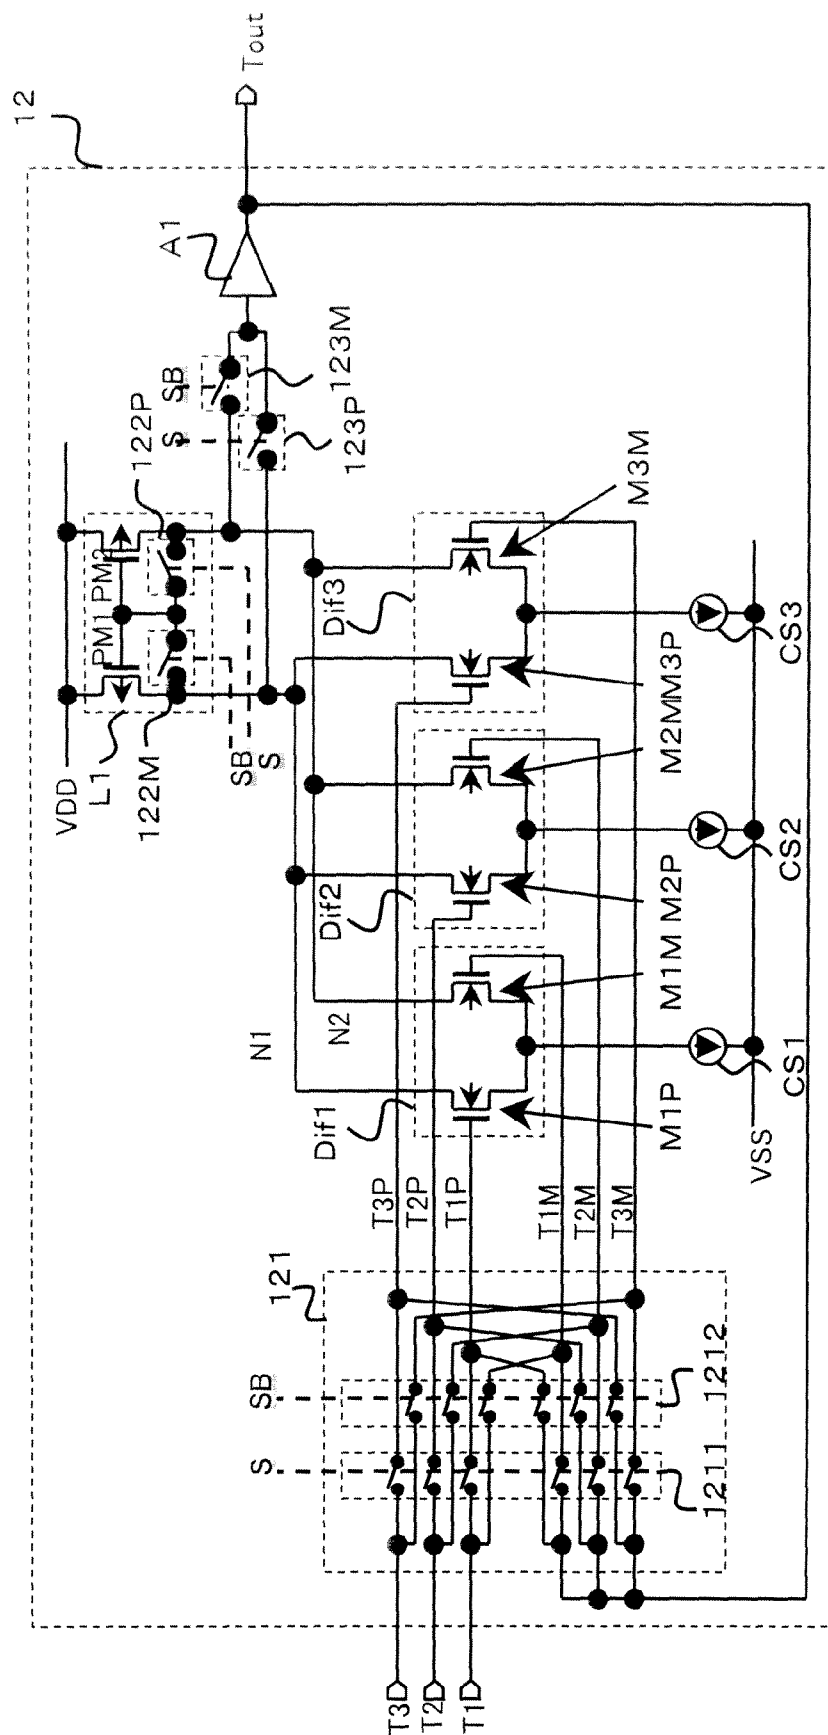 12
Tout
A1
123M
SB
S
123P
122P
PM2
PM1
VDD
L1
122M
SB
S
M3M
Dif3
M3P
M2M
CS3
Dif2
M2P
M1M
CS2
N1
N2
Dif1
M1P
CS1
VSS
T3P
T2P
T1P
T1M
T2M
T3M
121
SB
S
1212
1211
T3
T2
T1